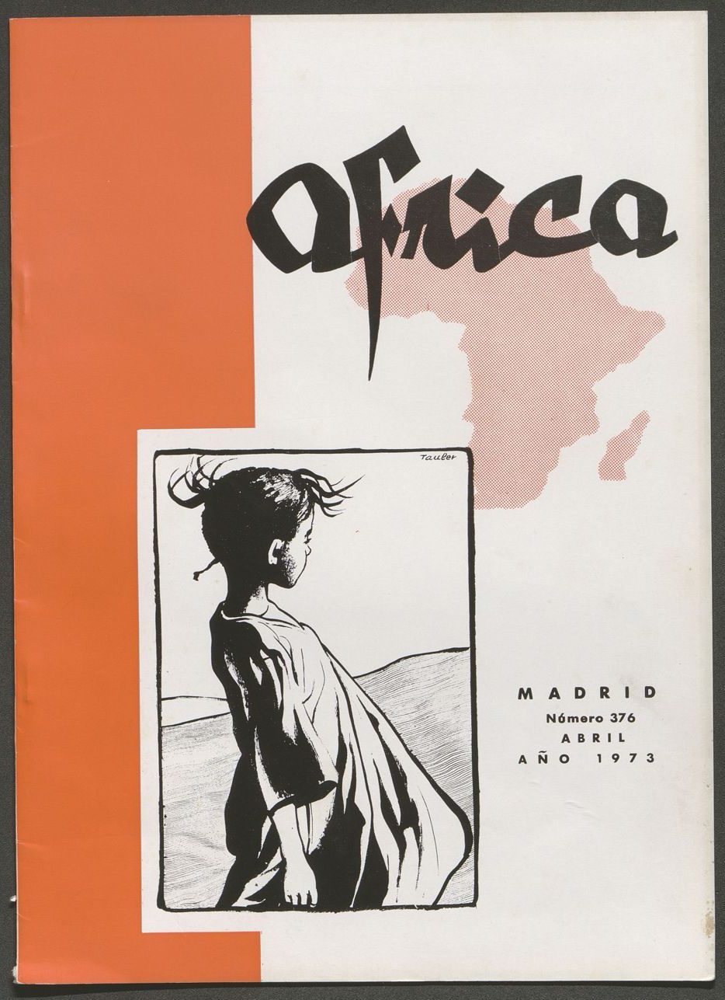 africa
Tauler
MADRID
Número 376
ABRIL
AÑO 1973